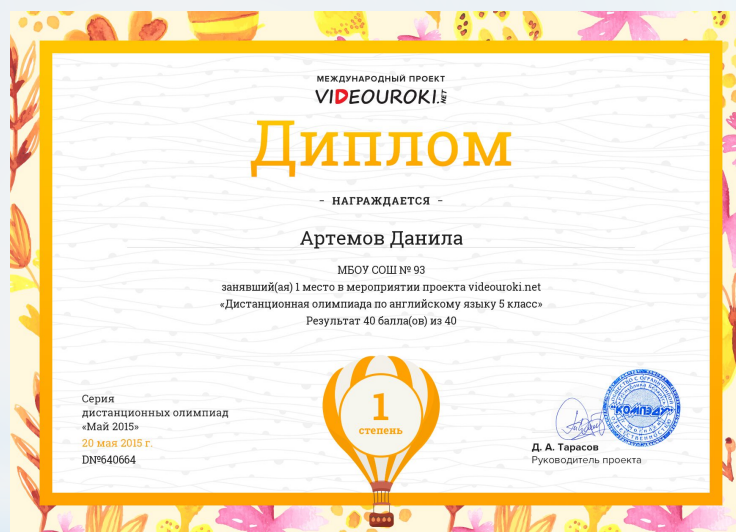 МЕЖДУНАРОДНЫЙ ПРОЕКТ
VIDEOUROKI.NET
Диплом
- НАГРАЖДАЕТСЯ -
Артемов Данила
МБОУ СОШ № 93
занявший(ая) 1 место в мероприятии проекта videouroki.net
«Дистанционная олимпиада по английскому языку 5 класс»
Результат 40 балла(ов) из 40
Серия
дистанционных олимпиад
«Май 2015»
20 мая 2015 г.
DN№640664
1
степень
"КОМПЭДУ"
Д. А. Тарасов
Руководитель проекта